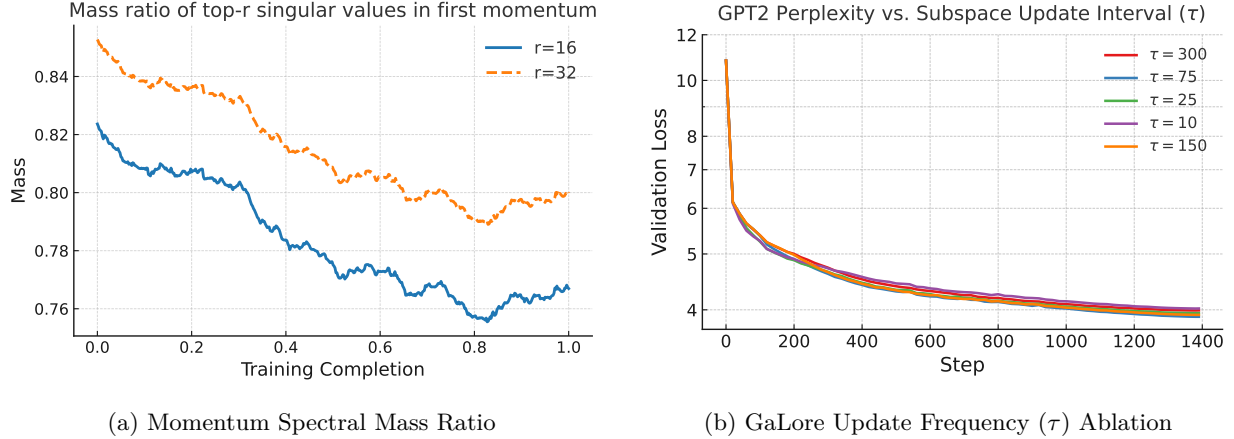 Mass ratio of top-r singular values in first momentum
r=16
r=32
0.84
0.82
0.80
0.78
0.76
Mass
0.0 0.2 0.4 0.6 0.8 1.0
Training Completion
(a) Momentum Spectral Mass Ratio
GPT2 Perplexity vs. Subspace Update Interval (τ)
τ = 300
τ = 75
τ = 25
τ = 10
τ = 150
12
10
8
7
6
5
4
Validation Loss
0 200 400 600 800 1000 1200 1400
Step
(b) GaLore Update Frequency (τ) Ablation